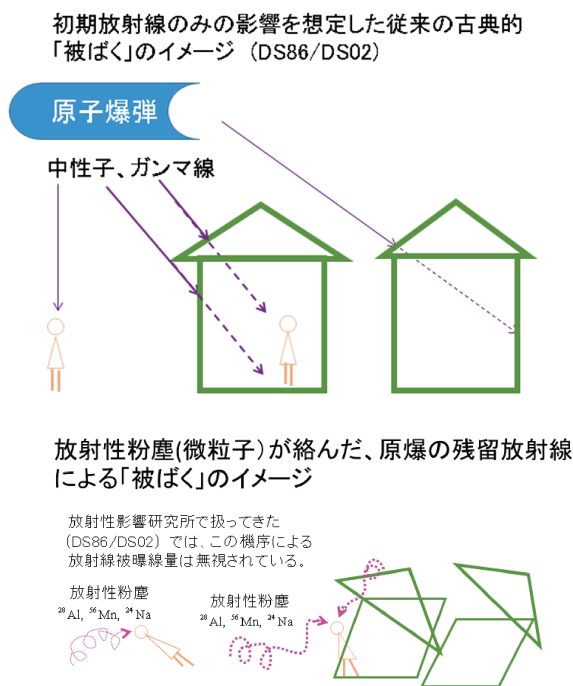 初期放射線のみの影響を想定した従来の古典的
「被ばく」のイメージ (DS86/DS02)
原子爆弾
中性子、ガンマ線
放射性粉塵(微粒子)が絡んだ、原爆の残留放射線
による「被ばく」のイメージ
放射性影響研究所で扱ってきた
(DS86/DS02) では、この機序による
放射線被曝線量は無視されている。
放射性粉塵
²⁸Al, ⁵⁶Mn, ²⁴Na
放射性粉塵
²⁸Al, ⁵⁶Mn, ²⁴Na